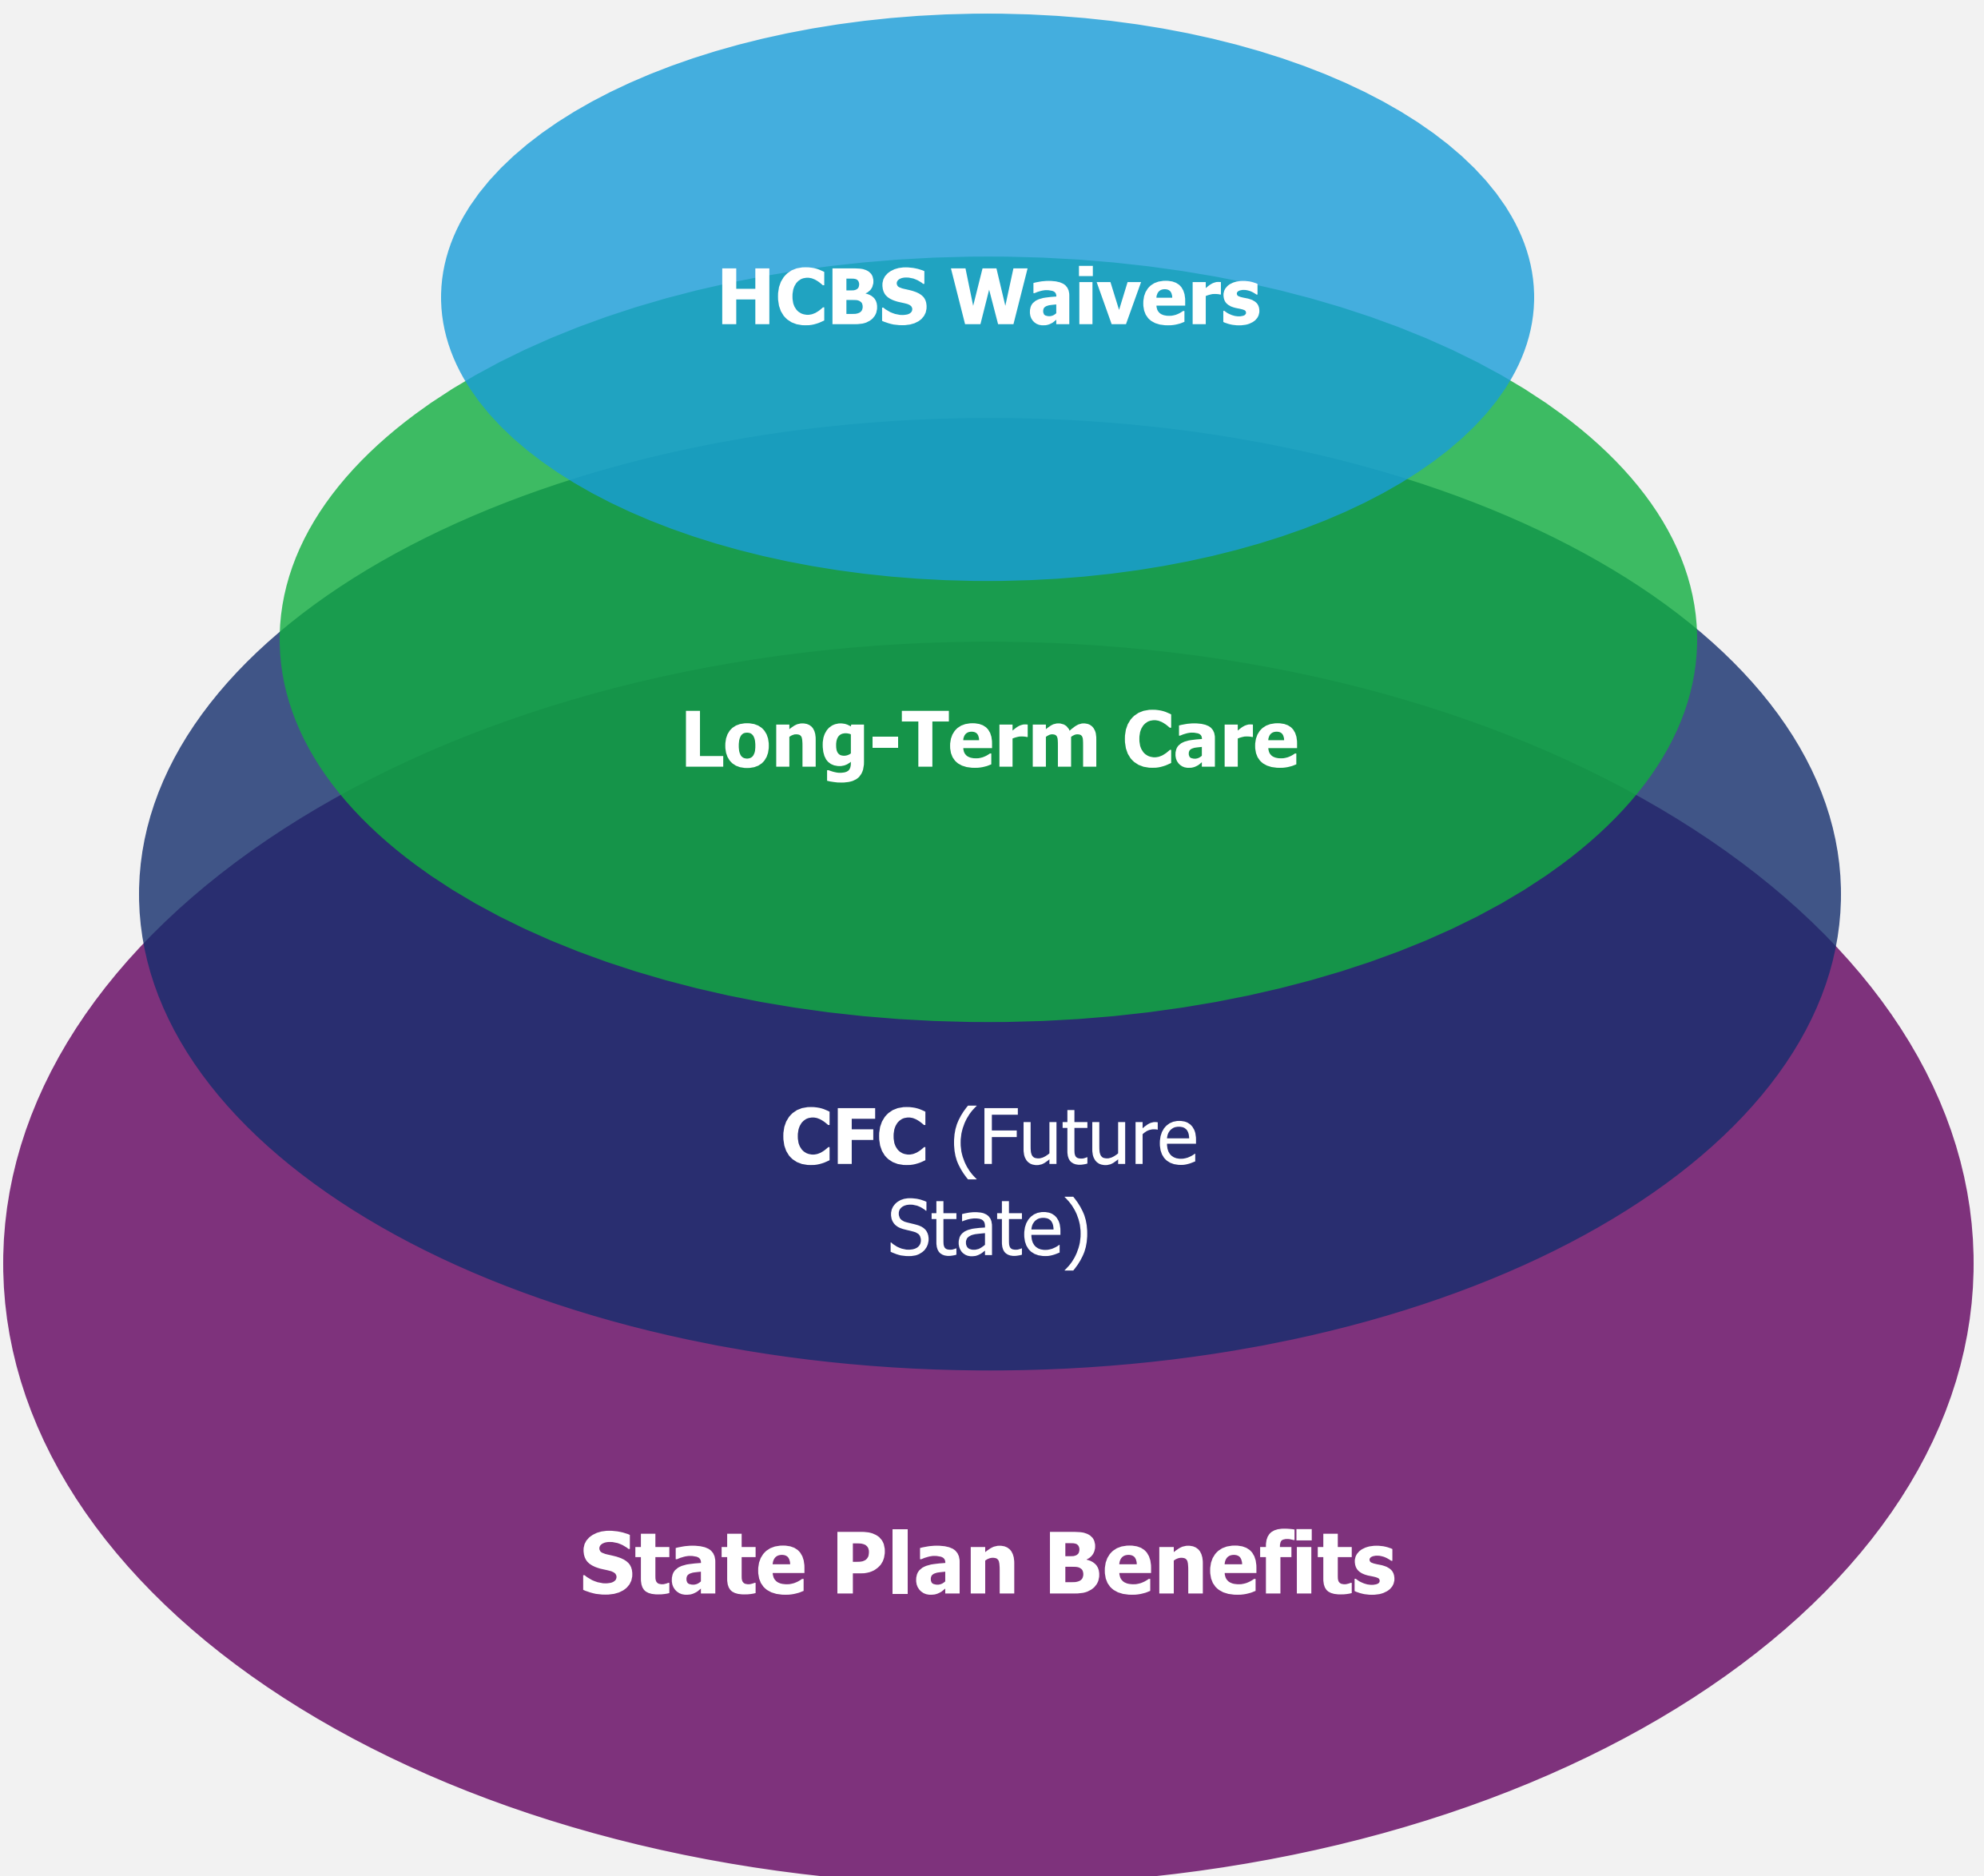 HCBS Waivers
Long-Term Care
CFC (Future
State)
State Plan Benefits